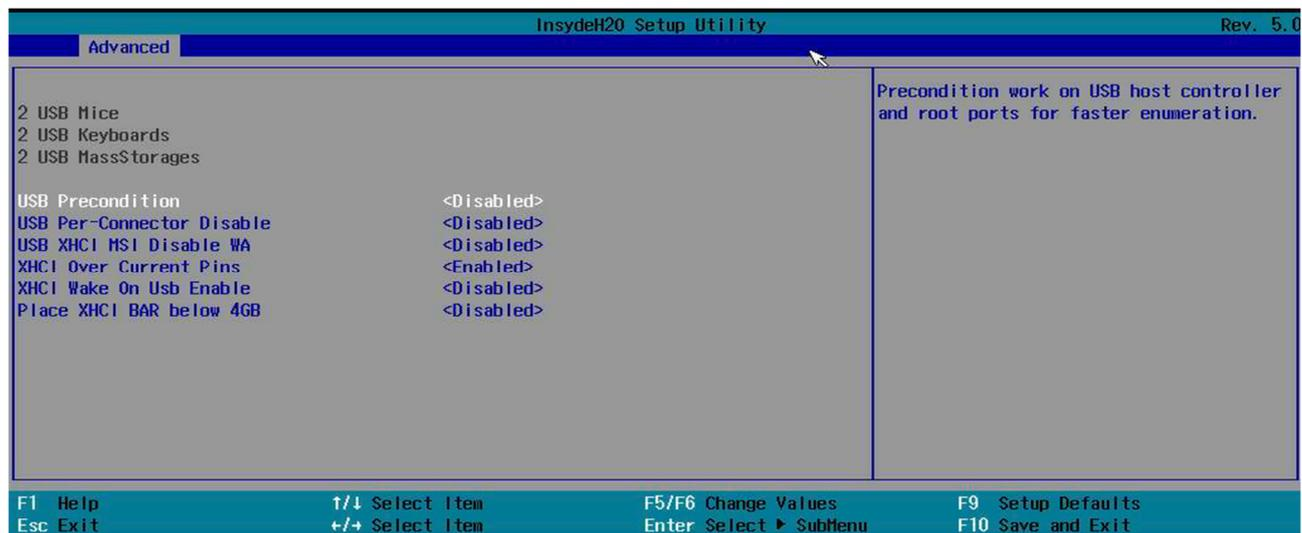 InsydeH20 Setup Utility Rev. 5.0
Advanced
2 USB Mice
2 USB Keyboards
2 USB MassStorages
USB Precondition <Disabled>
USB Per-Connector Disable <Disabled>
USB XHCI MSI Disable WA <Disabled>
XHCI Over Current Pins <Enabled>
XHCI Wake On Usb Enable <Disabled>
Place XHCI BAR below 4GB <Disabled>
Precondition work on USB host controller
and root ports for faster enumeration.
F1 Help ↑/↓ Select Item F5/F6 Change Values F9 Setup Defaults
Esc Exit ←/→ Select Item Enter Select ▶ SubMenu F10 Save and Exit